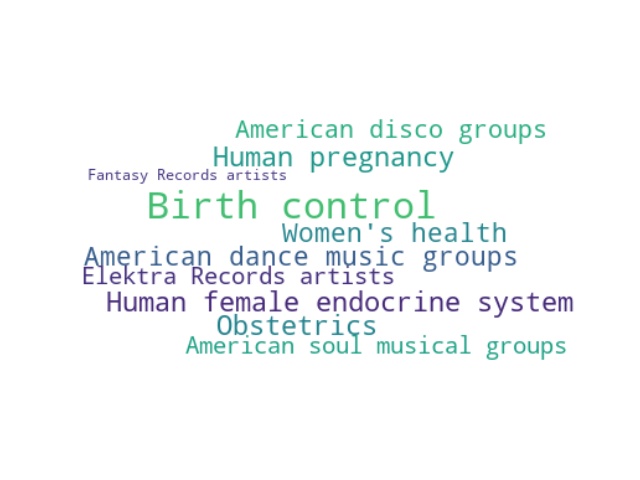 American disco groups
Human pregnancy
Fantasy Records artists
Birth control
Women's health
American dance music groups
Elektra Records artists
Human female endocrine system
Obstetrics
American soul musical groups